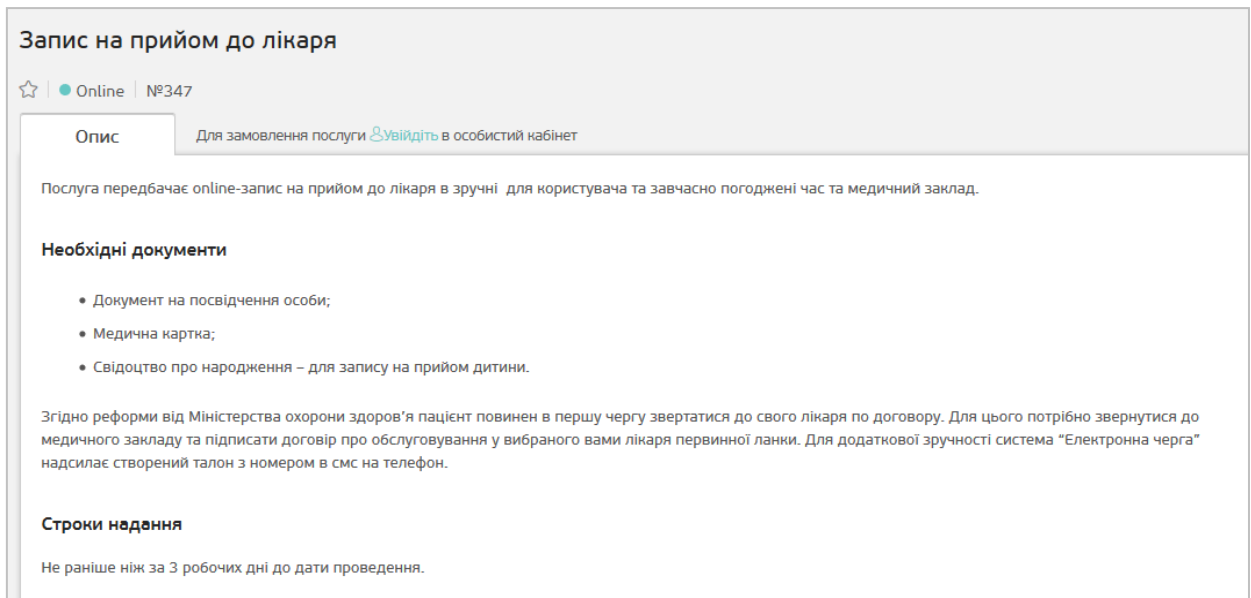 Запис на прийом до лікаря
Online №347
Опис Для замовлення послуги Увійдіть в особистий кабінет
Послуга передбачає online-запис на прийом до лікаря в зручні для користувача та завчасно погоджені час та медичний заклад.
Необхідні документи
• Документ на посвідчення особи;
• Медична картка;
• Свідоцтво про народження – для запису на прийом дитини.
Згідно реформи від Міністерства охорони здоров’я пацієнт повинен в першу чергу звертатися до свого лікаря по договору. Для цього потрібно звернутися до
медичного закладу та підписати договір про обслуговування у вибраного вами лікаря первинної ланки. Для додаткової зручності система “Електронна черга”
надсилає створений талон з номером в смс на телефон.
Строки надання
Не раніше ніж за 3 робочих дні до дати проведення.